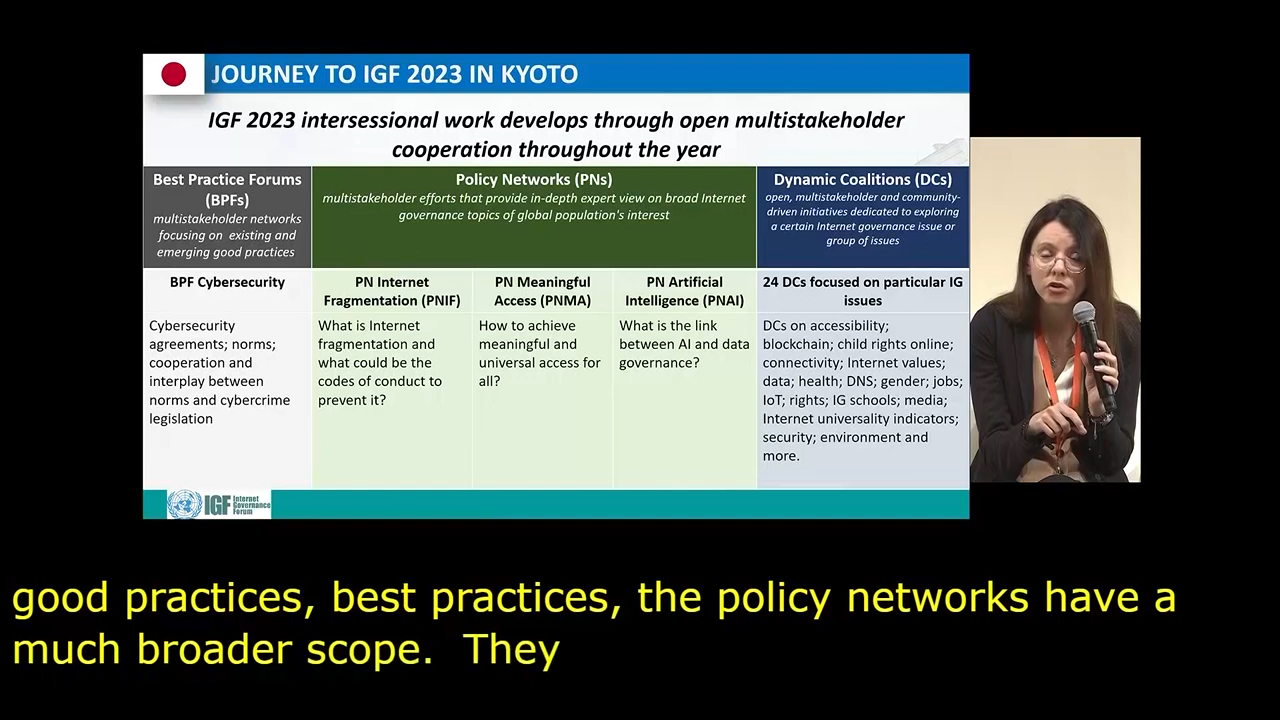 JOURNEY TO IGF 2023 IN KYOTO
IGF 2023 intersessional work develops through open multistakeholder
cooperation throughout the year
Best Practice Forums
(BPFs)
multistakeholder networks
focusing on existing and
emerging good practices
Policy Networks (PNs)
multistakeholder efforts that provide in-depth expert view on broad Internet
governance topics of global population's interest
Dynamic Coalitions (DCs)
open, multistakeholder and community-
driven initiatives dedicated to exploring
a certain Internet governance issue or
group of issues
BPF Cybersecurity
PN Internet
Fragmentation (PNIF)
PN Meaningful
Access (PNMA)
PN Artificial
Intelligence (PNAI)
24 DCs focused on particular IG
issues
Cybersecurity
agreements; norms;
cooperation and
interplay between
norms and cybercrime
legislation
What is Internet
fragmentation and
what could be the
codes of conduct to
prevent it?
How to achieve
meaningful and
universal access for
all?
What is the link
between AI and data
governance?
DCs on accessibility;
blockchain; child rights online;
connectivity; Internet values;
data; health; DNS; gender; jobs;
IoT; rights; IG schools; media;
Internet universality indicators;
security; environment and
more.
IGF
Internet
Governance
Forum
good practices, best practices, the policy networks have a
much broader scope.  They